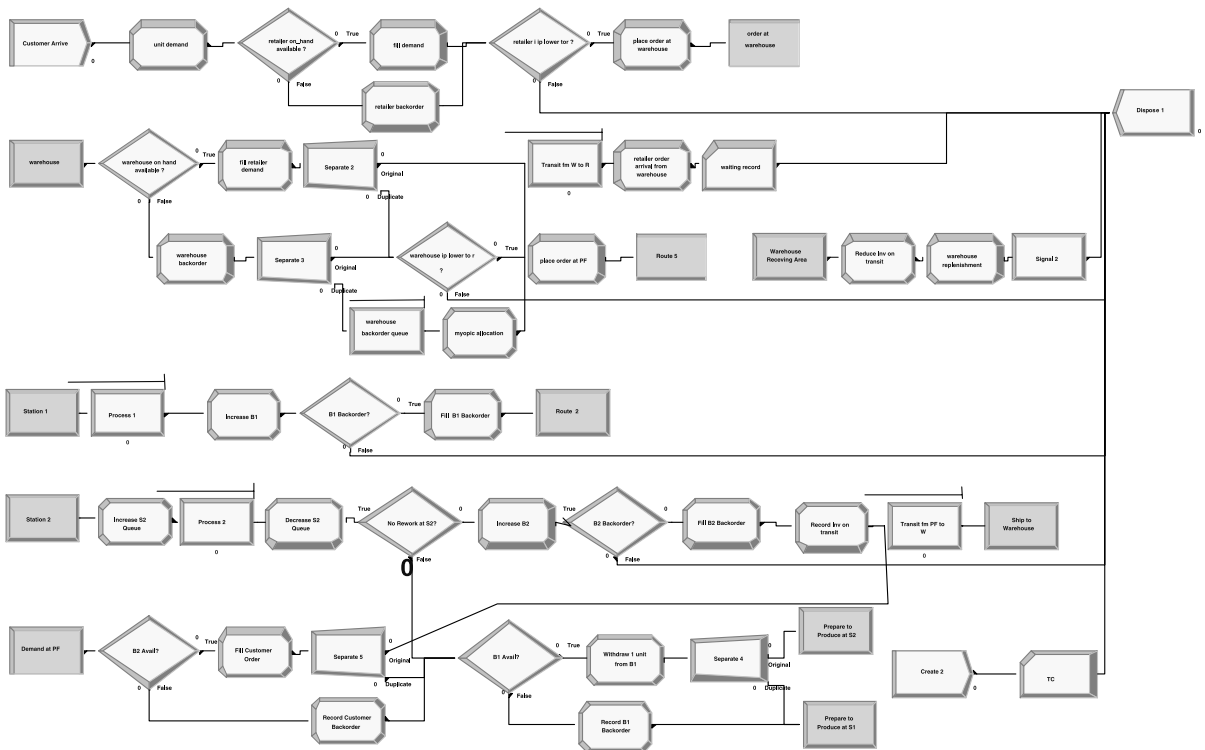 Customer Arrive
0
unit demand
retailer on_hand
available ?
0 True
0
False
fill demand
retailer backorder
retailer i ip lower tor ?
0 True
0
False
place order at
warehouse
order at
warehouse
Dispose 1
0
warehouse
warehouse on hand
available ?
0
True
0 False
fill retailer
demand
Separate 2
0
Original
0 Duplicate
Transit fm W to R
0
retailer order
arrival from
warehouse
waiting record
warehouse
backorder
Separate 3
0
Original
0 Duplicate
warehouse ip lower to r
?
0
True
0
False
place order at PF
Route 5
Warehouse
Receving Area
Reduce Inv on
transit
warehouse
replenishment
Signal 2
warehouse
backorder queue
myopic allocation
Station 1
Process 1
0
Increase B1
B1 Backorder?
0
True
0
False
Fill B1 Backorder
Route 2
Station 2
Increase S2
Queue
Process 2
0
Decrease S2
Queue
True
No Rework at S2?
0
False
0
Increase B2
True
B2 Backorder?
0
0
False
Fill B2 Backorder
Record Inv on
transit
Transit fm PF to
W
0
Ship to
Warehouse
Demand at PF
B2 Avail?
0 True
0
False
Fill Customer
Order
Separate 5
0
Original
0 Duplicate
Record Customer
Backorder
B1 Avail?
0
True
0
False
Withdraw 1 unit
from B1
Separate 4
0
Original
0 Duplicate
Record B1
Backorder
Prepare to
Produce at S2
Prepare to
Produce at S1
Create 2
0
TC